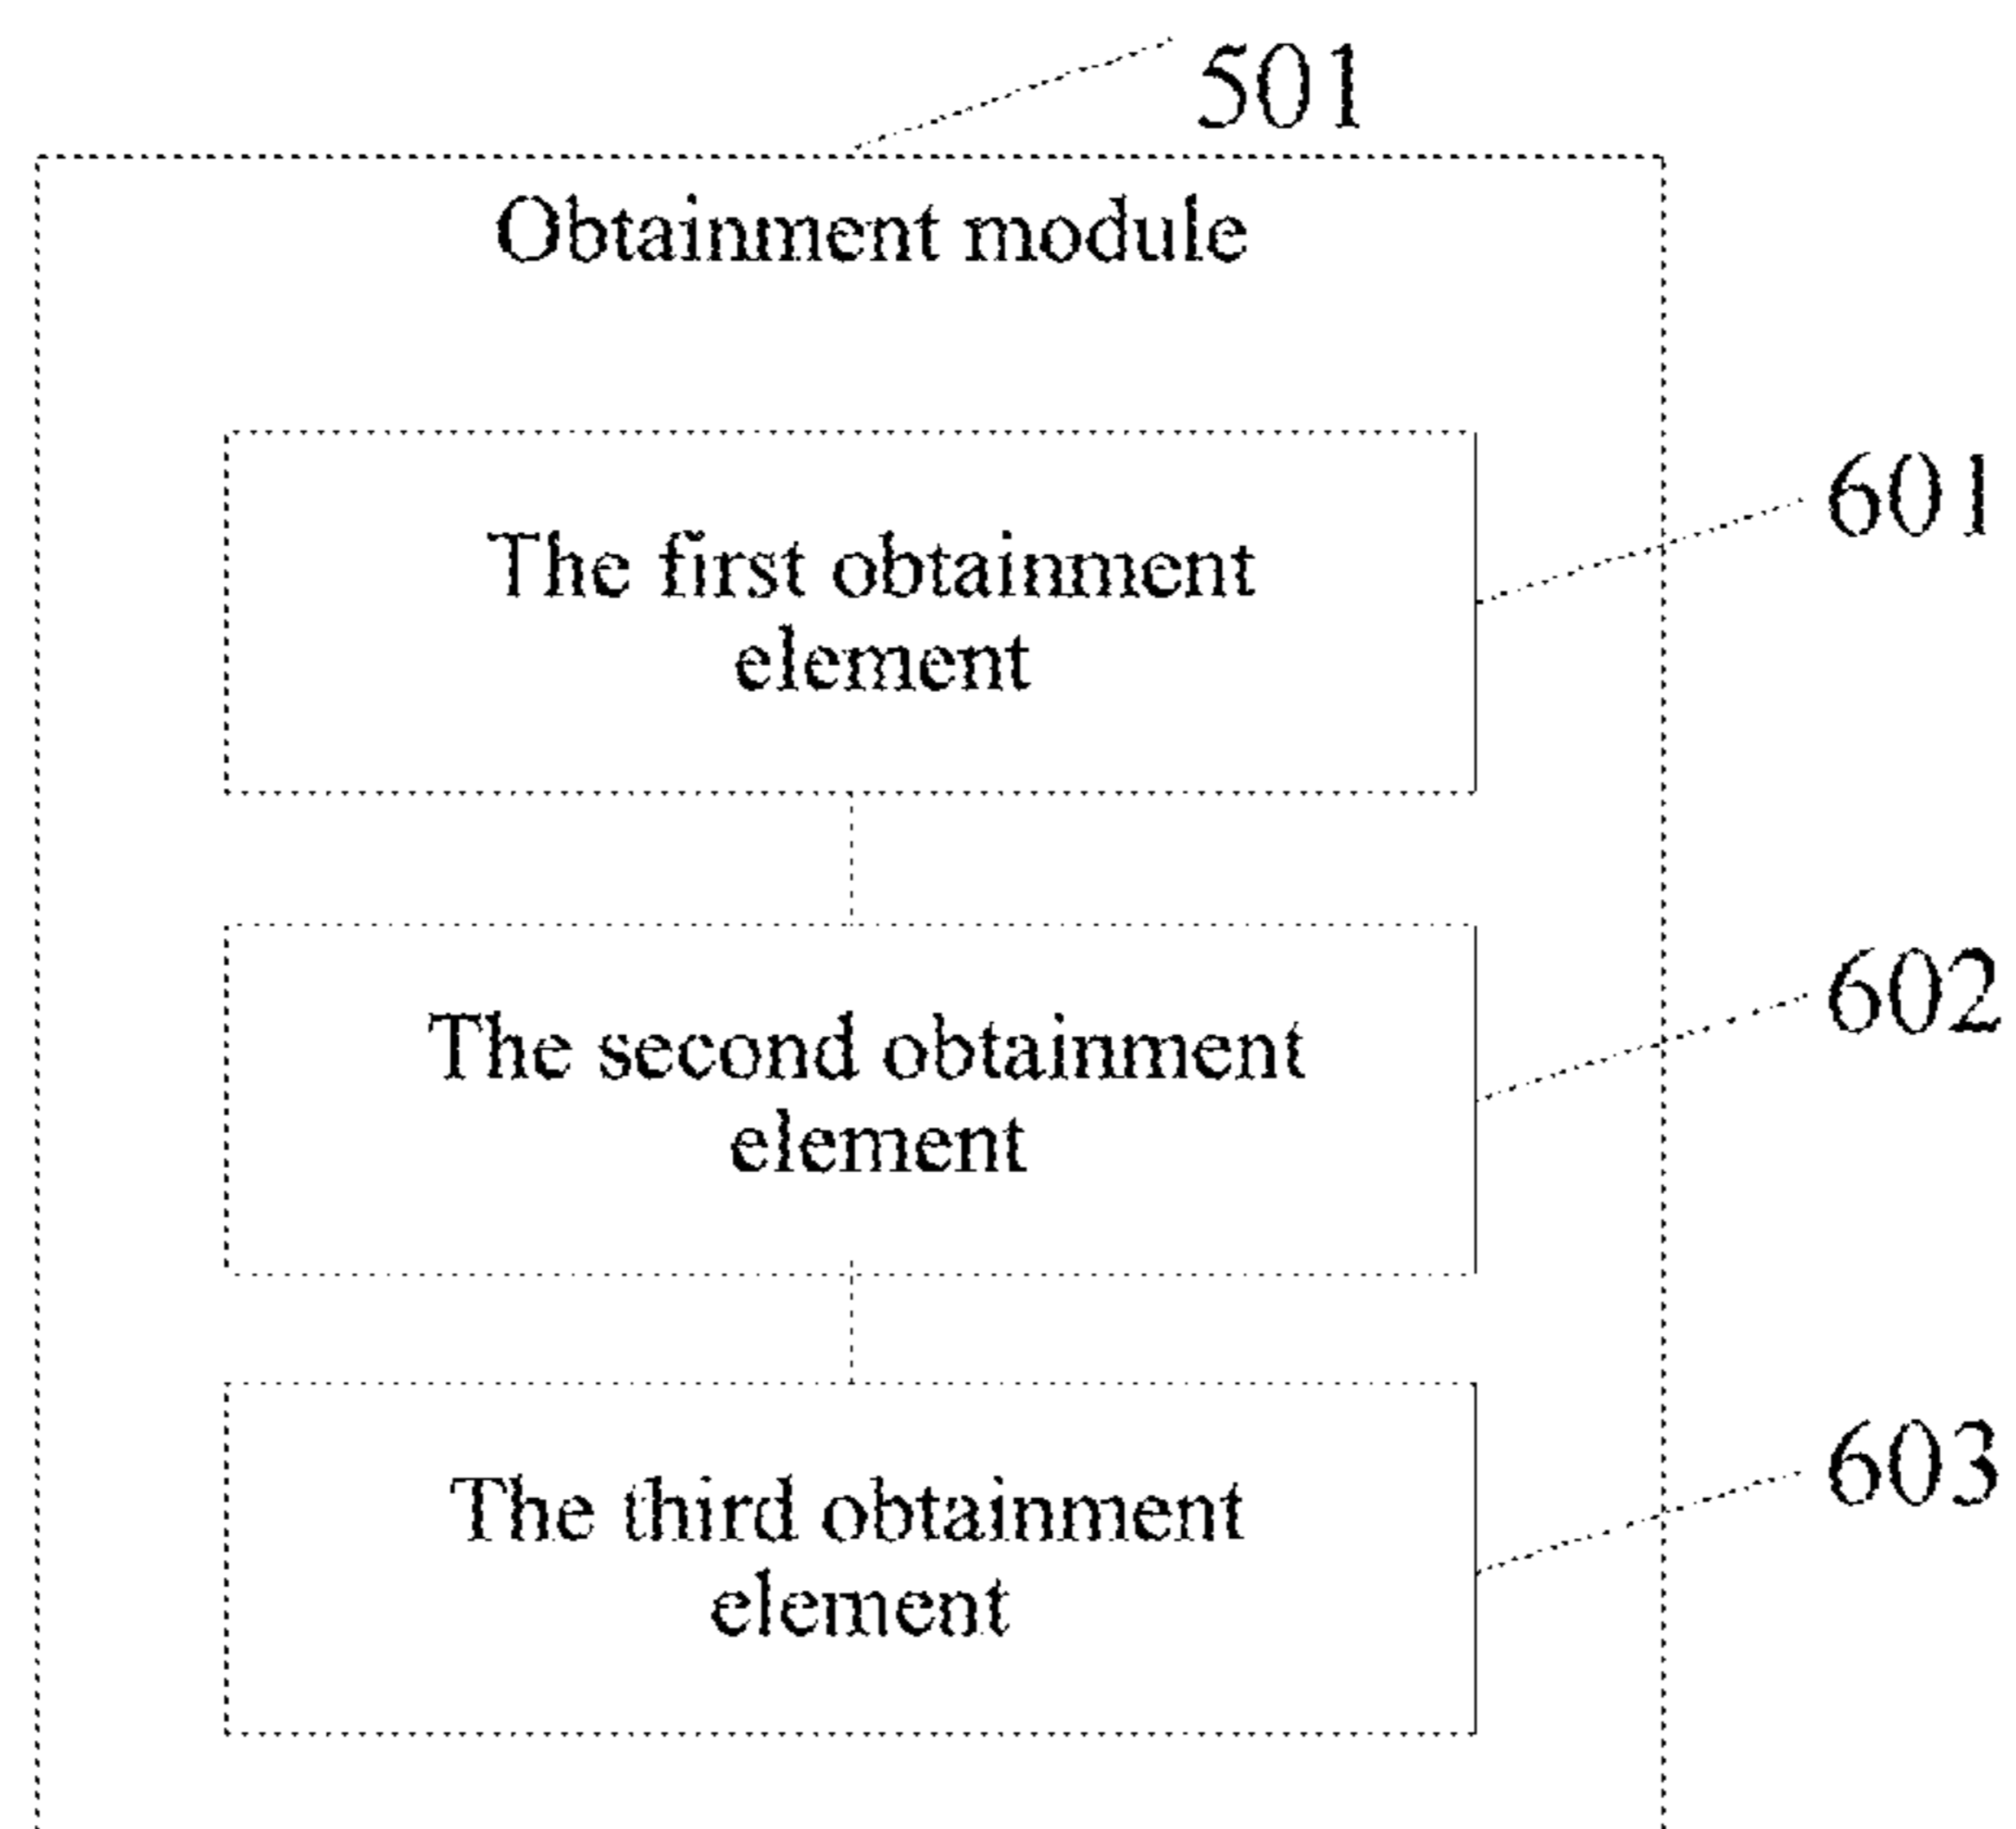 501
Obtainment module
601
The first obtainment
element
602
The second obtainment
element
603
The third obtainment
element